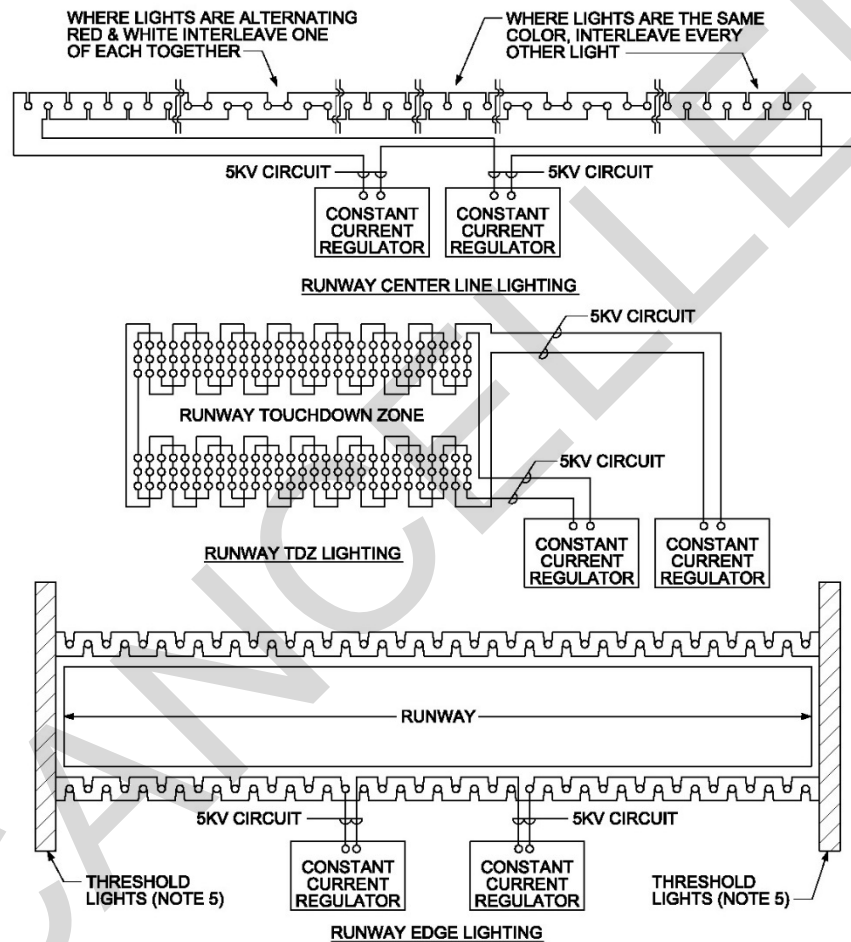 WHERE LIGHTS ARE ALTERNATING
RED & WHITE INTERLEAVE ONE
OF EACH TOGETHER
WHERE LIGHTS ARE THE SAME
COLOR, INTERLEAVE EVERY
OTHER LIGHT
5KV CIRCUIT
5KV CIRCUIT
CONSTANT
CURRENT
REGULATOR
CONSTANT
CURRENT
REGULATOR
RUNWAY CENTER LINE LIGHTING
5KV CIRCUIT
RUNWAY TOUCHDOWN ZONE
5KV CIRCUIT
CONSTANT
CURRENT
REGULATOR
CONSTANT
CURRENT
REGULATOR
RUNWAY TDZ LIGHTING
RUNWAY
5KV CIRCUIT
5KV CIRCUIT
CONSTANT
CURRENT
REGULATOR
CONSTANT
CURRENT
REGULATOR
THRESHOLD
LIGHTS (NOTE 5)
THRESHOLD
LIGHTS (NOTE 5)
RUNWAY EDGE LIGHTING
CANCELLE